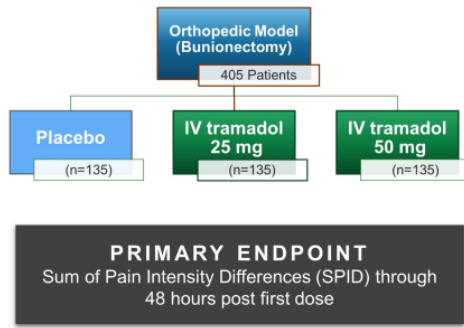 Orthopedic Model
(Bunionectomy)
405 Patients
Placebo
(n=135)
IV tramadol
25 mg
(n=135)
IV tramadol
50 mg
(n=135)
PRIMARY ENDPOINT
Sum of Pain Intensity Differences (SPID) through
48 hours post first dose